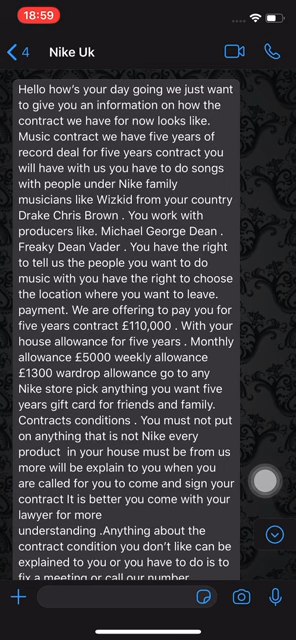 18:59
4 Nike Uk
Hello how's your day going we just want
to give you an information on how the
contract we have for now looks like.
Music contract we have five years of
record deal for five years contract you
will have with us you have to do songs
with people under Nike family
musicians like Wizkid from your country
Drake Chris Brown . You work with
producers like. Michael George Dean .
Freaky Dean Vader . You have the right
to tell us the people you want to do
music with you have the right to choose
the location where you want to leave.
payment. We are offering to pay you for
five years contract £110,000 . With your
house allowance for five years . Monthly
allowance £5000 weekly allowance
£1300 wardrop allowance go to any
Nike store pick anything you want five
years gift card for friends and family.
Contracts conditions . You must not put
on anything that is not Nike every
product  in your house must be from us
more will be explain to you when you
are called for you to come and sign your
contract It is better you come with your
lawyer for more
understanding .Anything about the
contract condition you don't like can be
explained to you or you have to do is to
fix a meeting or call our number